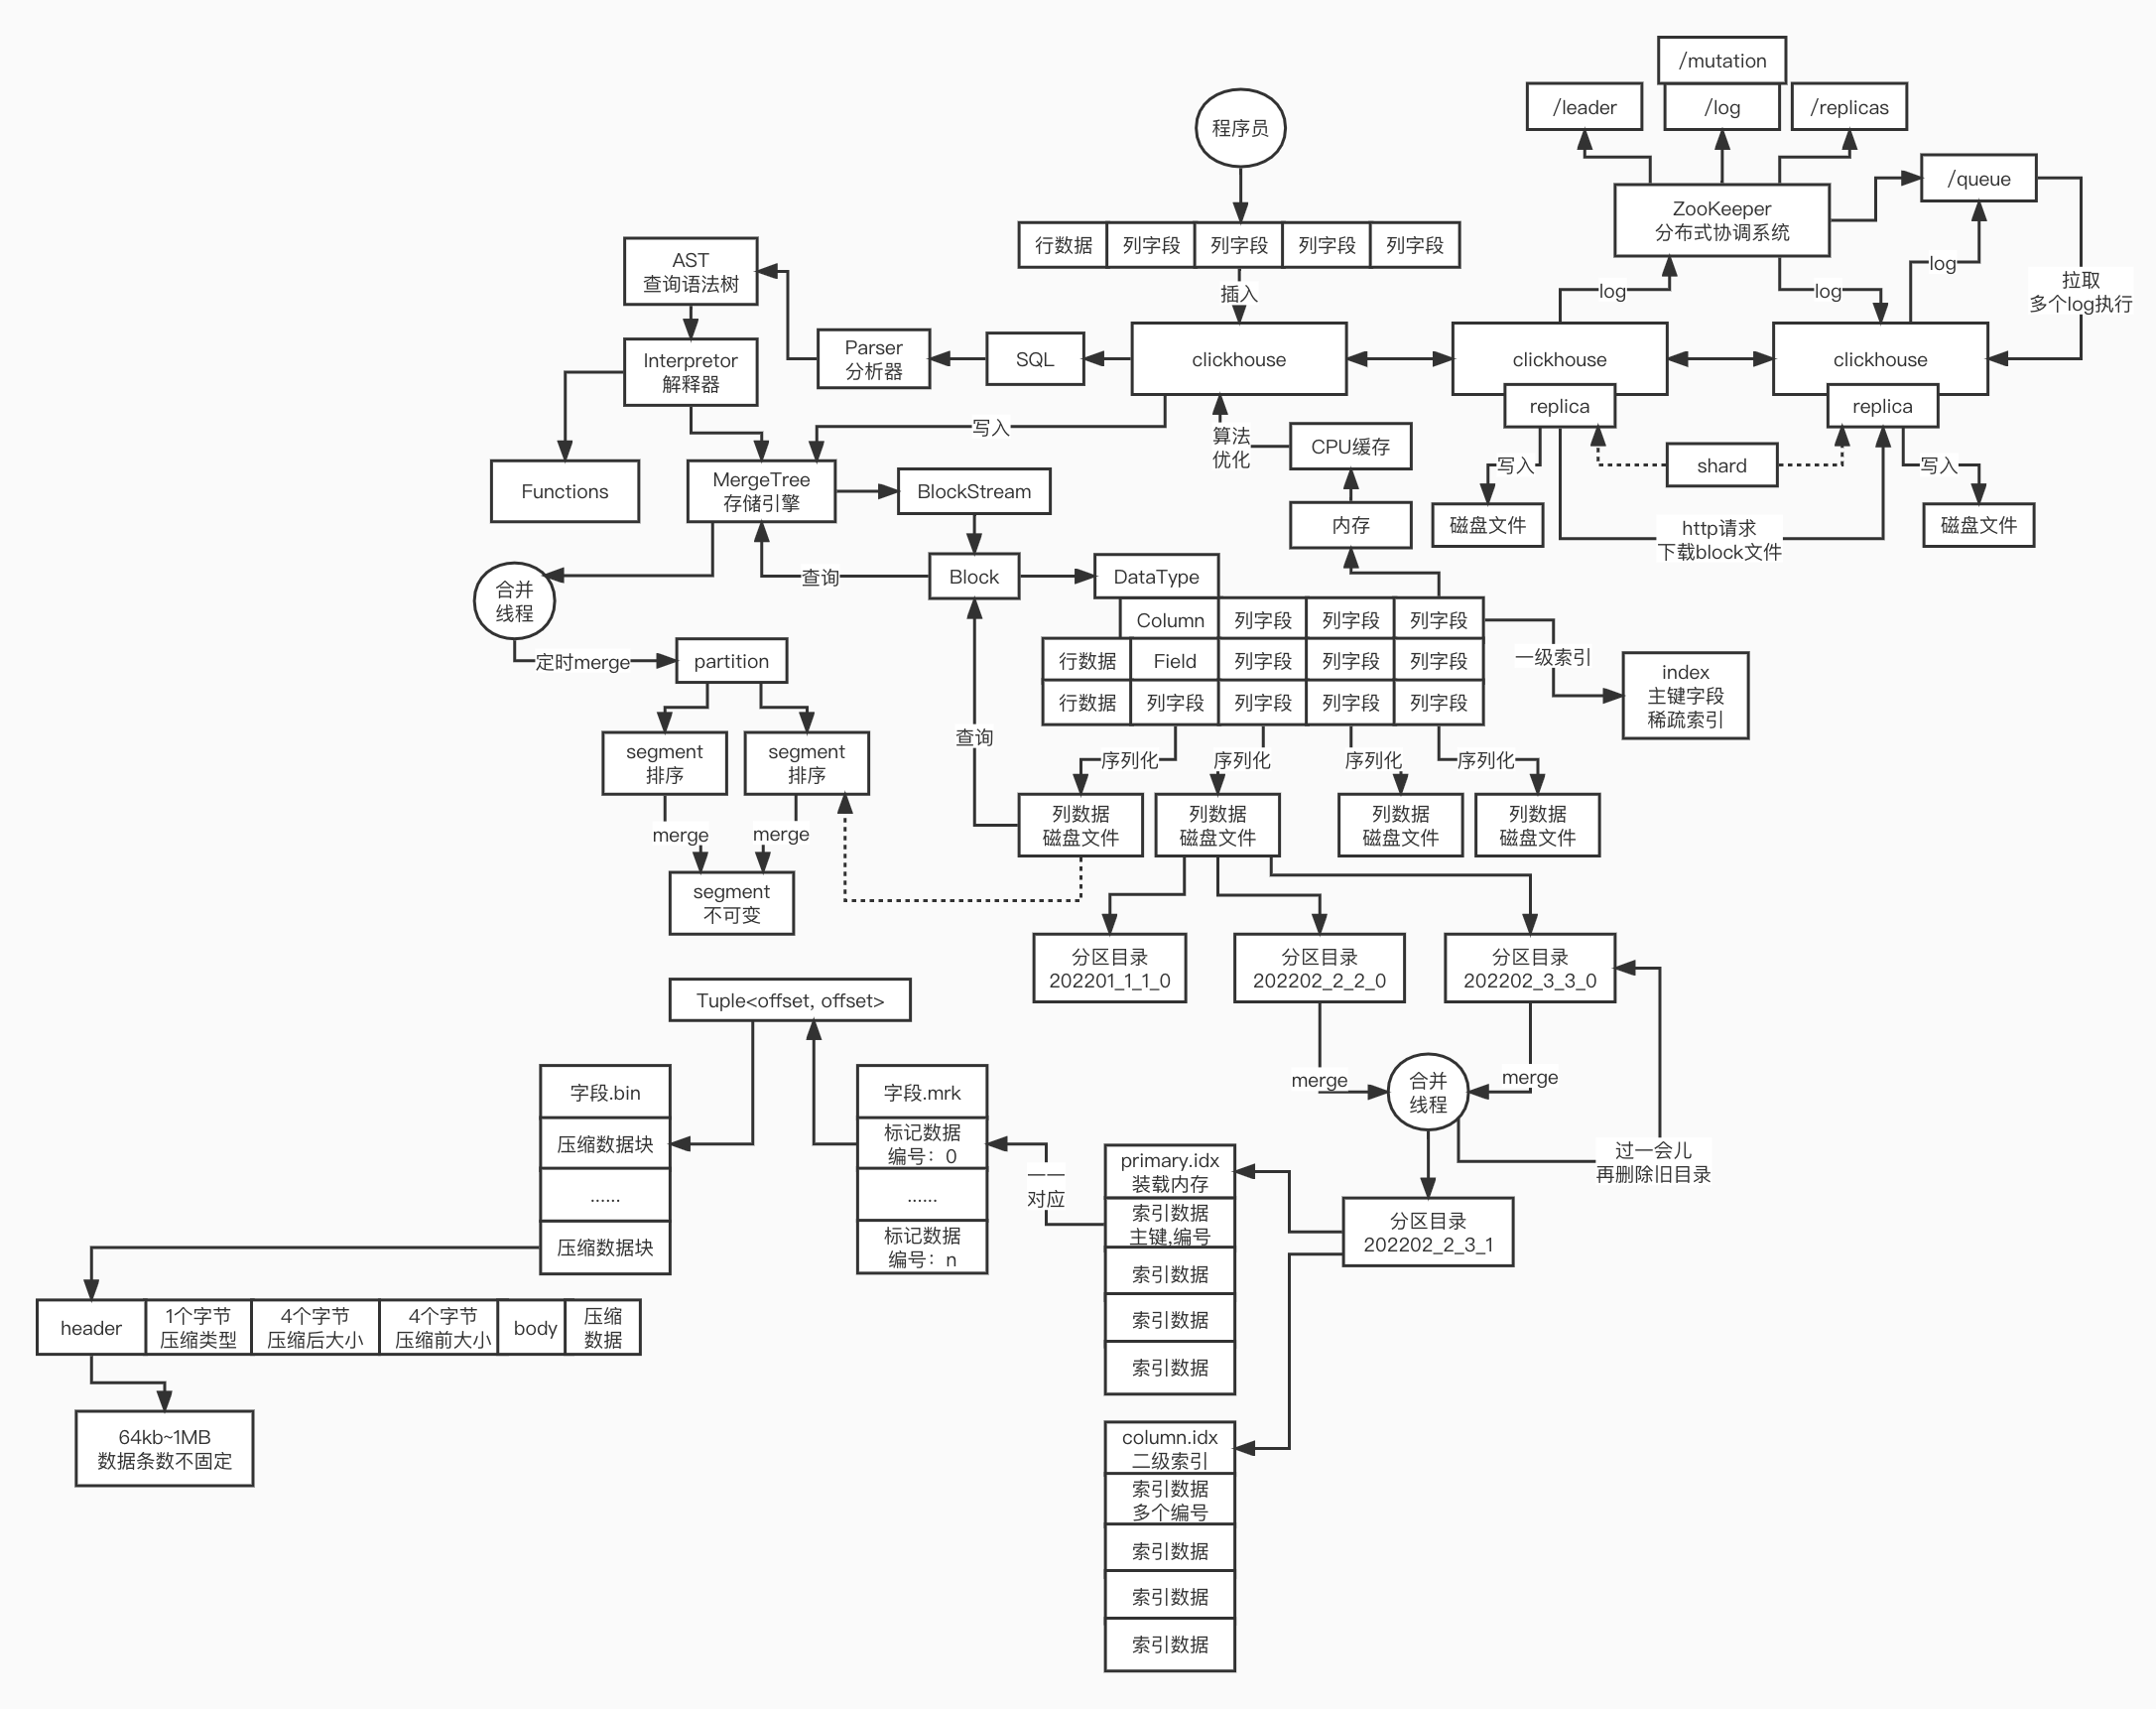 /mutation
/leader
/log
/replicas
程序员
/queue
ZooKeeper
分布式协调系统
行数据 列字段 列字段 列字段 列字段
AST
查询语法树
插入
log
log
log
拉取
多个log执行
Interpretor
解释器
Parser
分析器
SQL
clickhouse
clickhouse
clickhouse
replica
replica
写入
算法
优化
CPU缓存
shard
写入
写入
Functions
MergeTree
存储引擎
BlockStream
内存
磁盘文件
http请求
下载block文件
磁盘文件
合并
线程
查询
Block
DataType
Column 列字段 列字段 列字段
行数据 Field 列字段 列字段 列字段
行数据 列字段 列字段 列字段 列字段
一级索引
index
主键字段
稀疏索引
定时merge
partition
segment
排序
segment
排序
查询
序列化
序列化
序列化
序列化
列数据
磁盘文件
列数据
磁盘文件
列数据
磁盘文件
列数据
磁盘文件
merge
merge
segment
不可变
分区目录
202201_1_1_0
分区目录
202202_2_2_0
分区目录
202202_3_3_0
Tuple<offset, offset>
merge
合并
线程
merge
过一会儿
再删除旧目录
字段.bin
压缩数据块
......
压缩数据块
字段.mrk
标记数据
编号：0
......
标记数据
编号：n
一一
对应
primary.idx
装载内存
索引数据
主键,编号
索引数据
索引数据
索引数据
分区目录
202202_2_3_1
header
1个字节
压缩类型
4个字节
压缩后大小
4个字节
压缩前大小
body
压缩
数据
64kb~1MB
数据条数不固定
column.idx
二级索引
索引数据
多个编号
索引数据
索引数据
索引数据